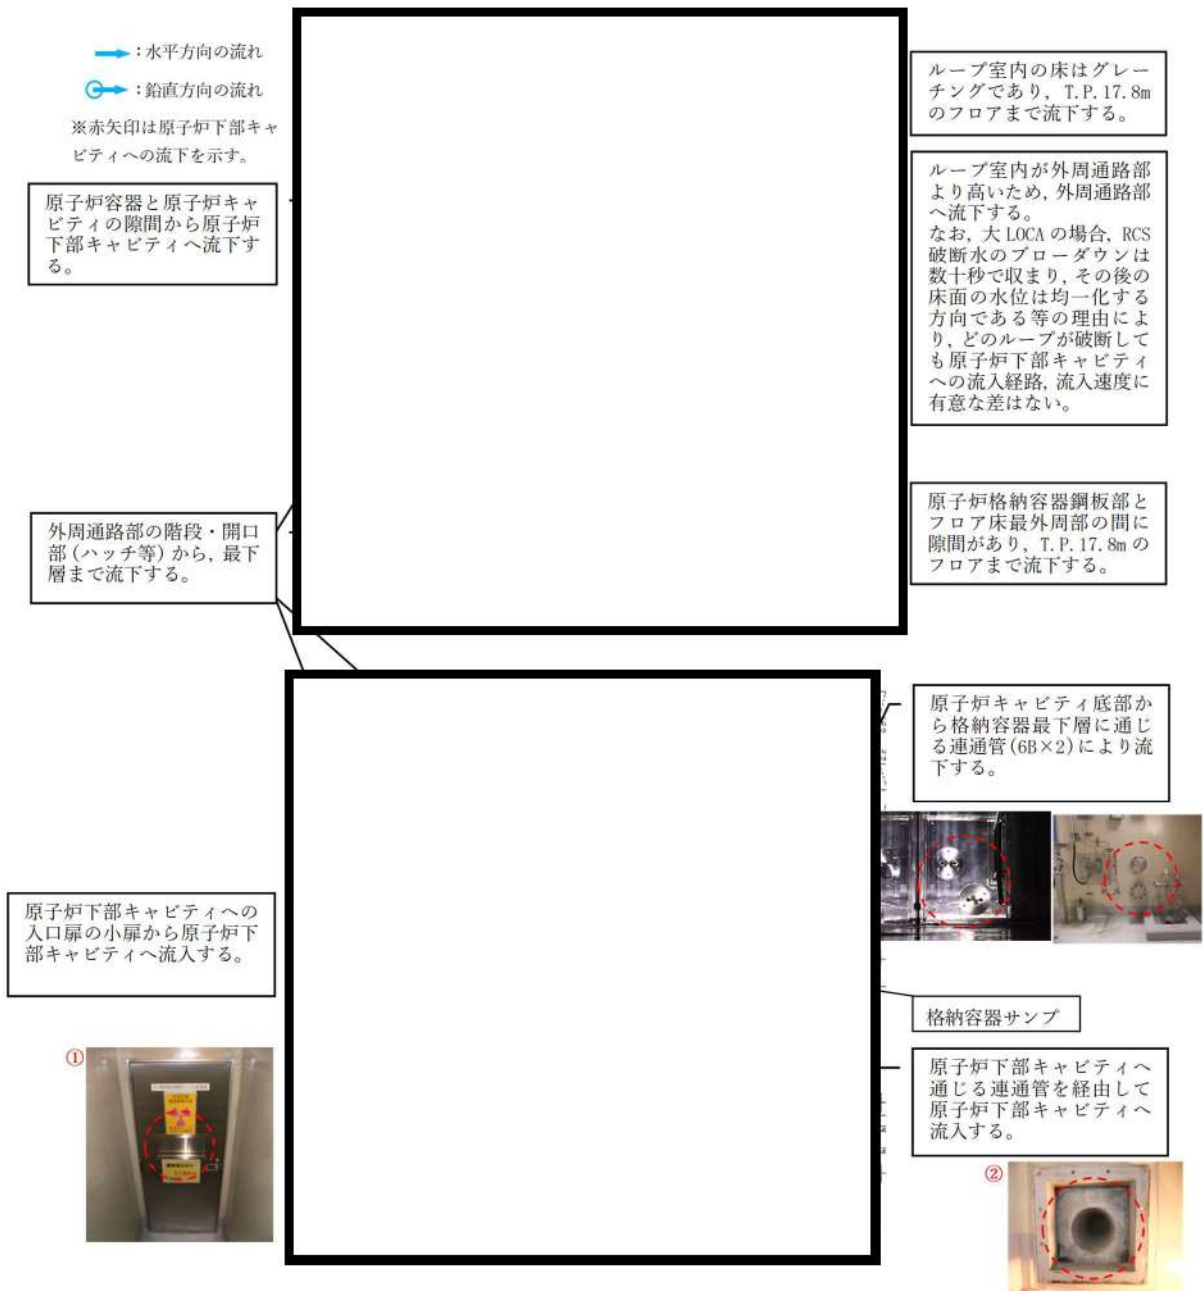 ：水平方向の流れ
：鉛直方向の流れ
※赤矢印は原子炉下部キャ
ビティへの流下を示す。
原子炉容器と原子炉キャ
ビティの隙間から原子炉
下部キャビティへ流下す
る。
外周通路部の階段・開口
部(ハッチ等)から, 最下
層まで流下する。
ループ室内の床はグレー
チングであり, T.P.17.8m
のフロアまで流下する。
ループ室内が外周通路部
より高いため, 外周通路部
へ流下する。
なお, 大 LOCA の場合, RCS
破断水のブローダウンは
数十秒で収まり, その後の
床面の水位は均一化する
方向である等の理由によ
り, どのループが破断して
も原子炉下部キャビティ
への流入経路, 流入速度に
有意な差はない。
原子炉格納容器鋼板部と
フロア床最外周部の間に
隙間があり, T.P.17.8m の
フロアまで流下する。
原子炉キャビティ底部か
ら格納容器最下層に通じ
る連通管(6B×2)により流
下する。
原子炉下部キャビティへの
入口扉の小扉から原子炉下
部キャビティへ流入する。
①
格納容器サンプ
原子炉下部キャビティへ
通じる連通管を経由して
原子炉下部キャビティへ
流入する。
②